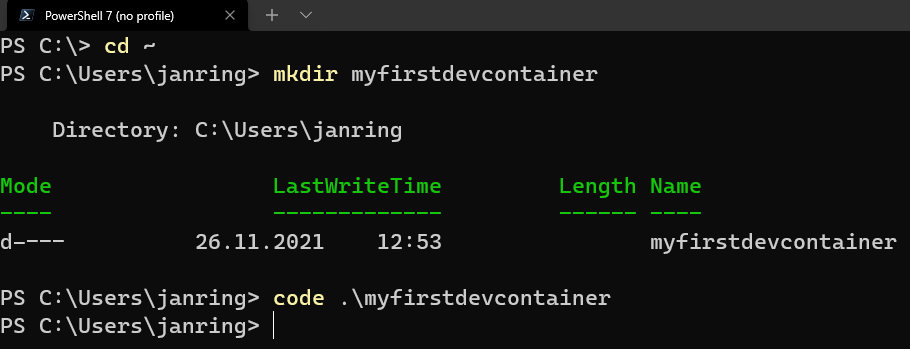 PowerShell 7 (no profile)
PS C:\> cd ~
PS C:\Users\janring> mkdir myfirstdevcontainer
Directory: C:\Users\janring
Mode LastWriteTime Length Name
---- ------------- ------ ----
d---- 26.11.2021 12:53 myfirstdevcontainer
PS C:\Users\janring> code .\myfirstdevcontainer
PS C:\Users\janring>